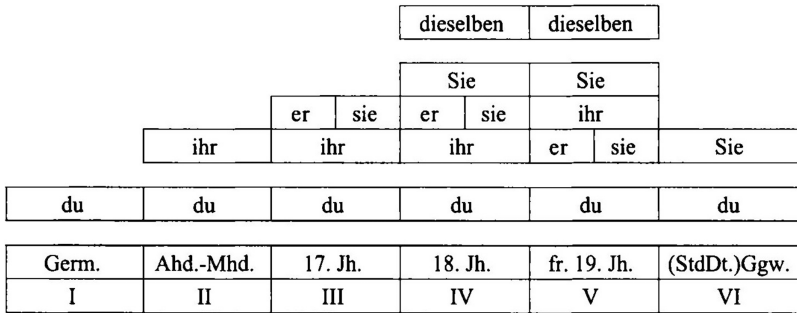 dieselben dieselben
Sie Sie
er sie er sie ihr
ihr ihr ihr er sie Sie
du du du du du du
Germ. Ahd.-Mhd. 17. Jh. 18. Jh. fr. 19. Jh. (StdDt.)Ggw.
I II III IV V VI